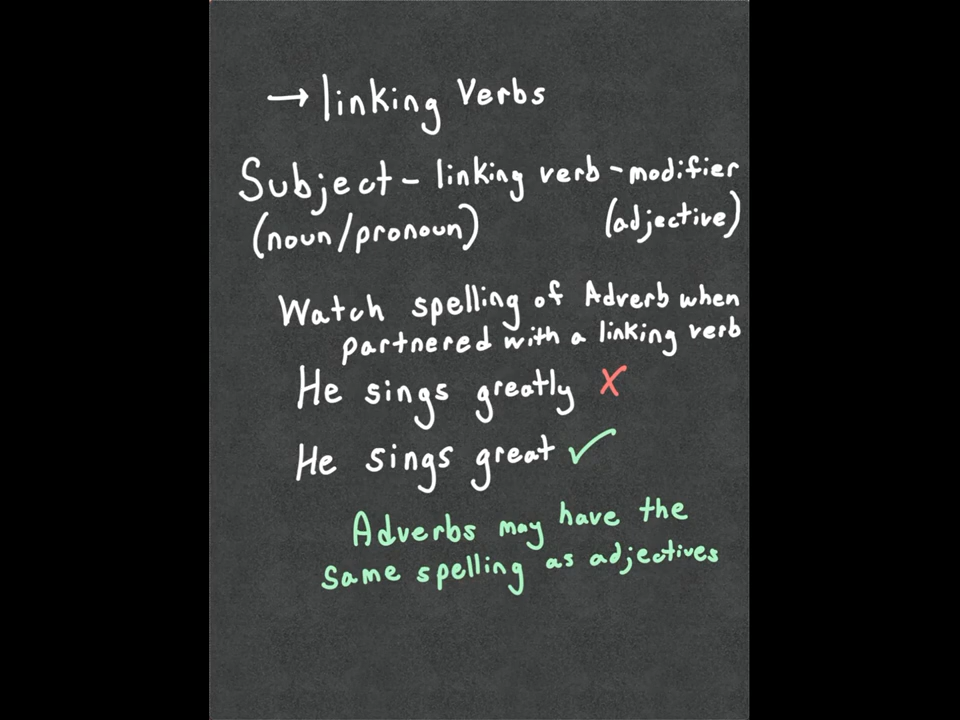 → linking Verbs
Subject - linking verb - modifier
(noun/pronoun) (adjective)
Watch spelling of Adverb when
partnered with a linking verb
He sings greatly ✗
He sings great ✓
Adverbs may have the
same spelling as adjectives